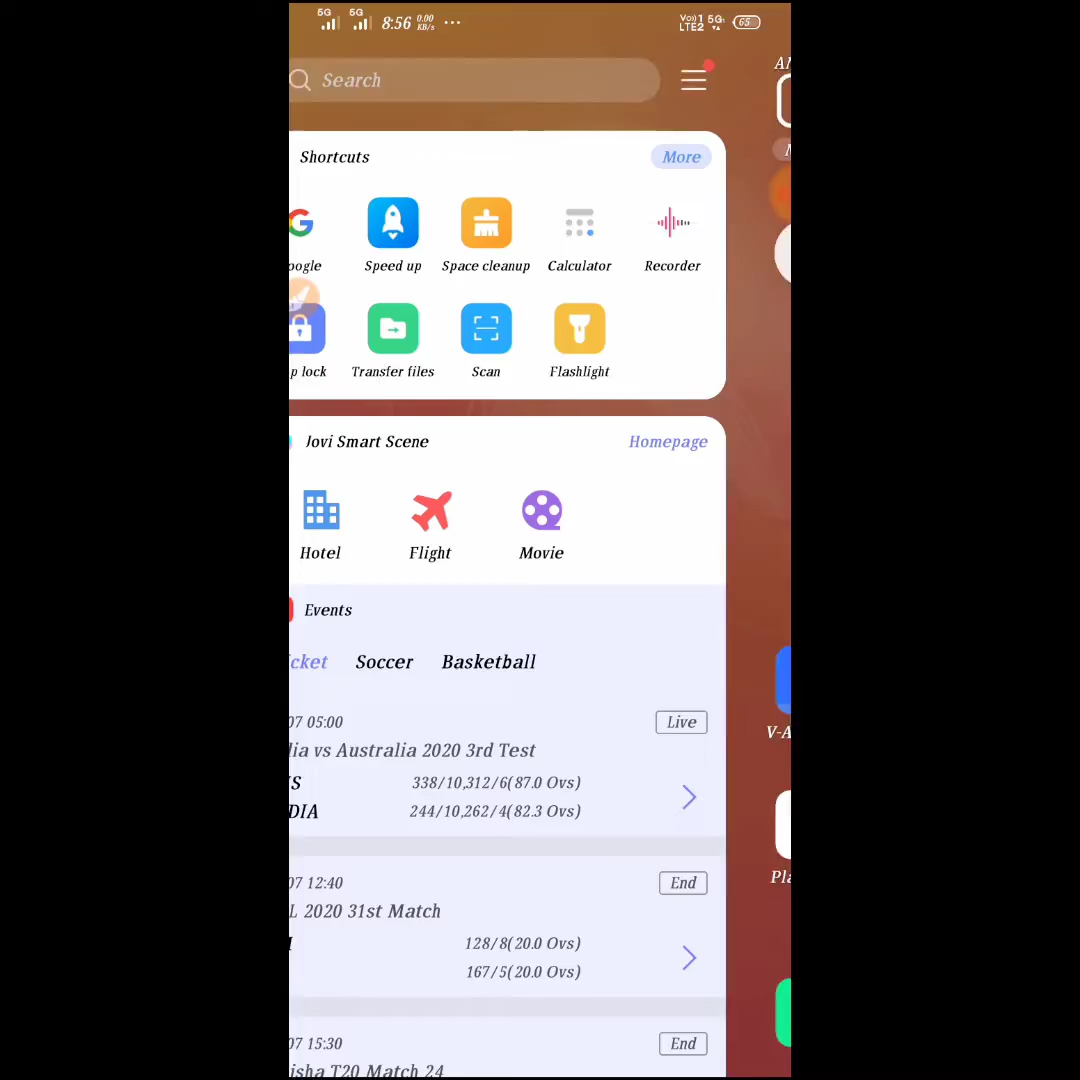 5G 5G 8:56 0.00 KB/s ... Vo))1 LTE2 5G 65
Search
Shortcuts More
oogle Speed up Space cleanup Calculator Recorder
p lock Transfer files Scan Flashlight
Jovi Smart Scene Homepage
Hotel Flight Movie
Events
icket Soccer Basketball
07 05:00 Live
dia vs Australia 2020 3rd Test
S 338/10,312/6(87.0 Ovs)
DIA 244/10,262/4(82.3 Ovs)
07 12:40 End
L 2020 31st Match
128/8(20.0 Ovs)
167/5(20.0 Ovs)
07 15:30 End
isha T20 Match 24
V-A
Pla